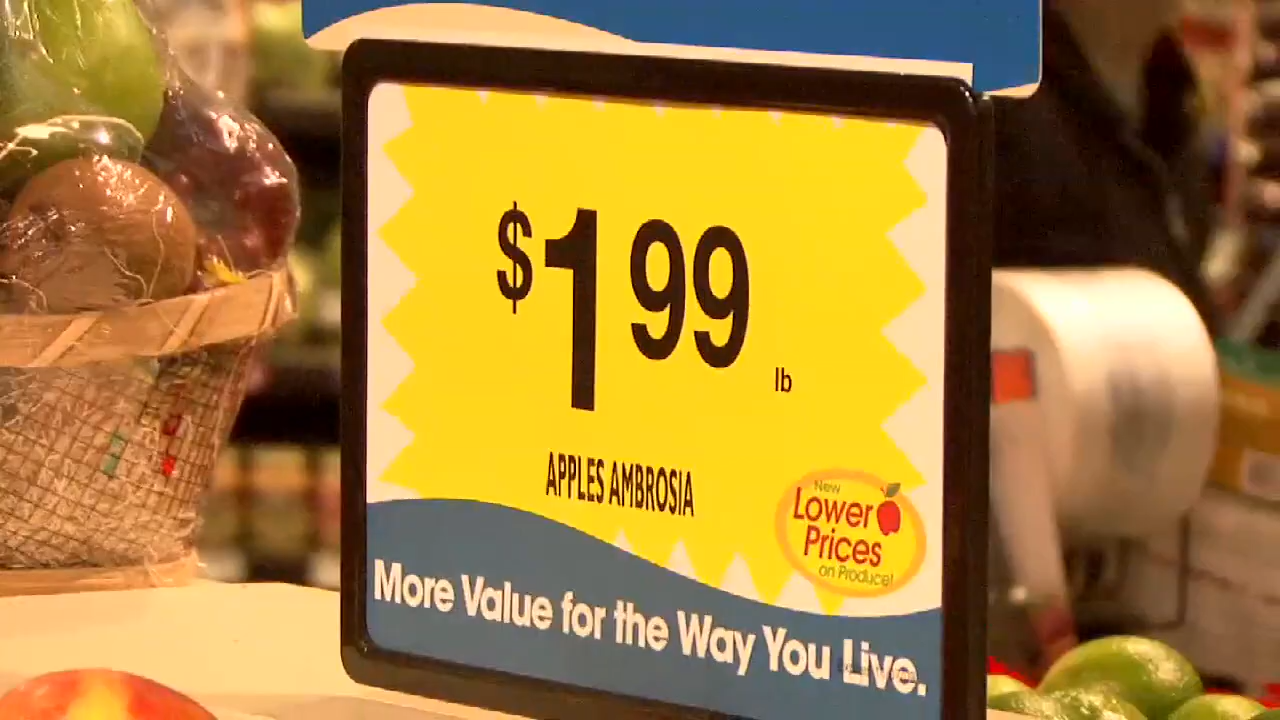 $1 99
lb
APPLES AMBROSIA
New
Lower
Prices
on Produce!
More Value for the Way You Live.